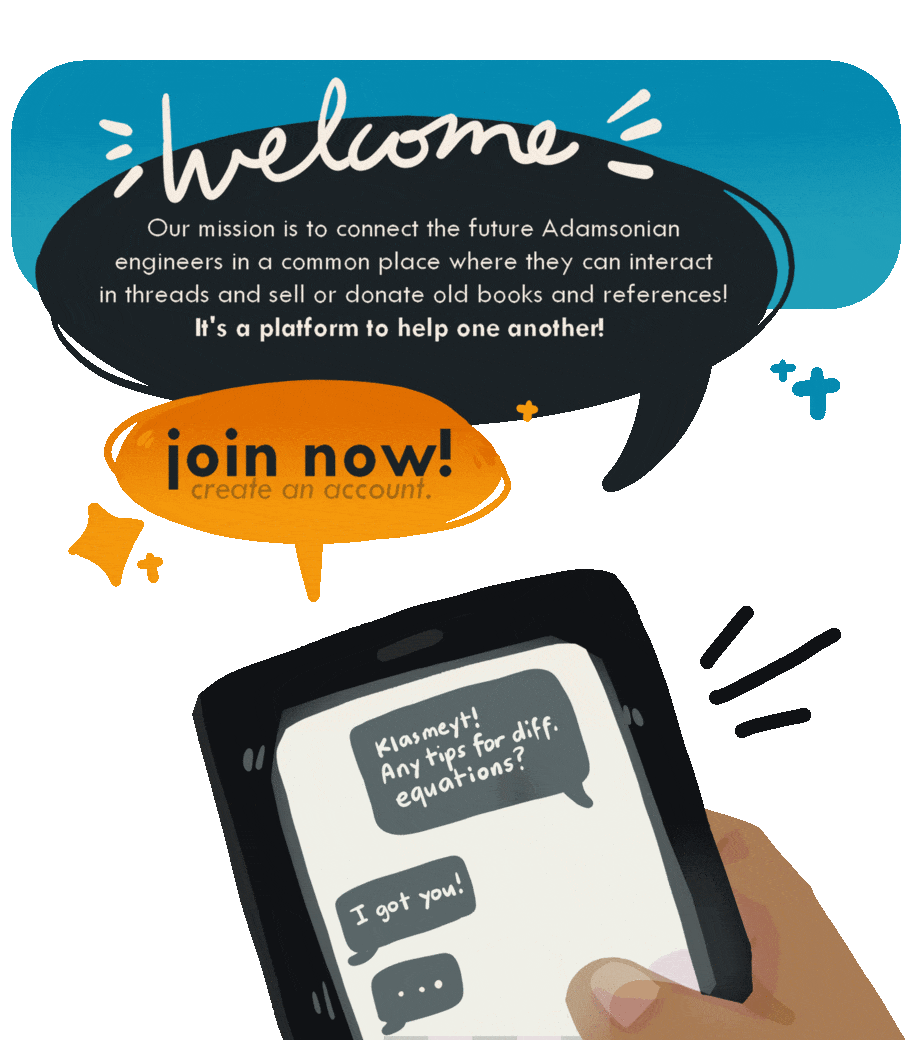 welcome
Our mission is to connect the future Adamsonian
engineers in a common place where they can interact
in threads and sell or donate old books and references!
It's a platform to help one another!
join now!
create an account.
Klasmeyt!
Any tips for diff.
equations?
I got you!
...